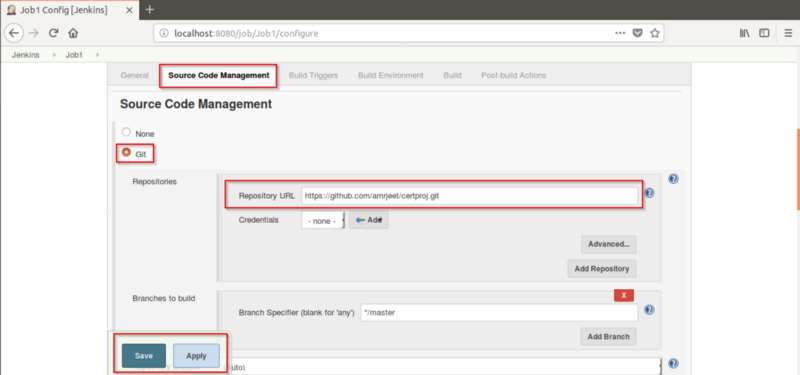 Job1 Config [Jenkins]
localhost:8080/job/Job1/configure
Jenkins Job1
General Source Code Management Build Triggers Build Environment Build Post-build Actions
Source Code Management
None
Git
Repositories
Repository URL https://github.com/amrjeet/certproj.git
Credentials - none - Add
Advanced...
Add Repository
X
Branches to build
Branch Specifier (blank for 'any') */master
Add Branch
Save Apply